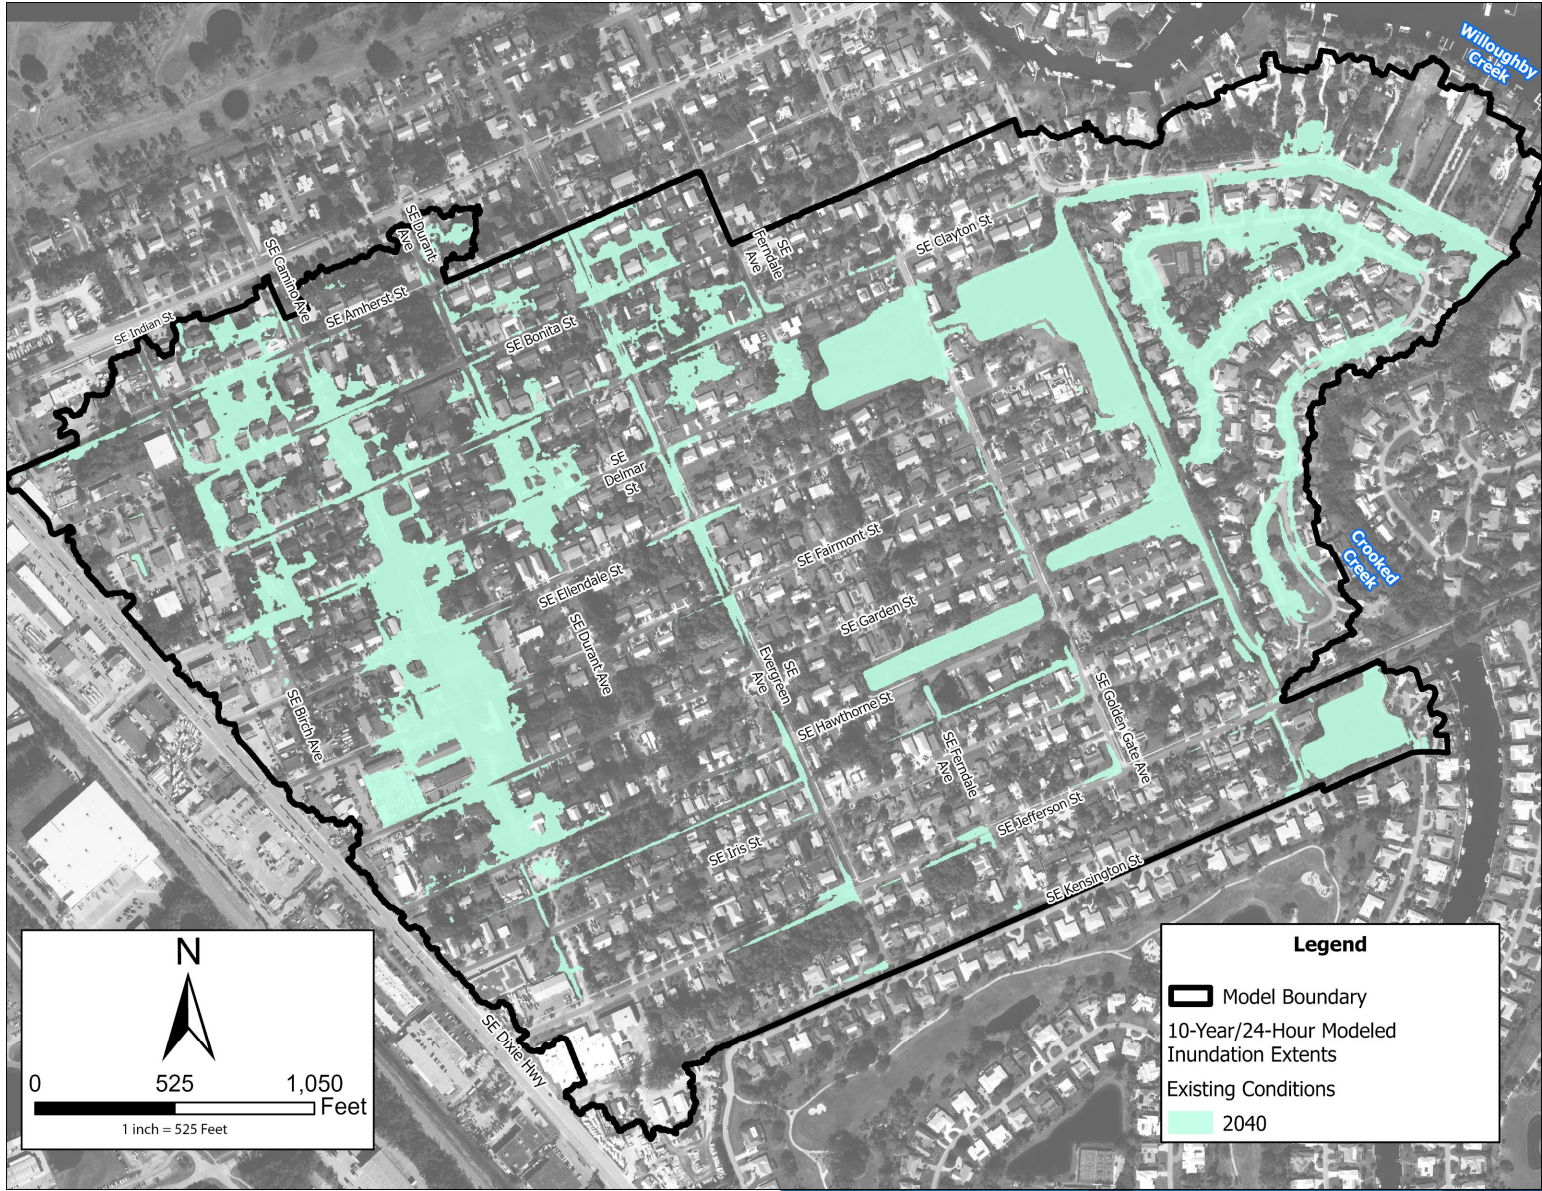 Willoughby
Creek
SE Durant
Ave
SE Clayton St
SE
Ferndale
Ave
SE Camino Ave
SE Amherst St
SE Indian St
SE Bonita St
SE
Delmar
St
SE Fairmont St
Crooked
Creek
SE Ellendale St
SE Garden St
SE Durant Ave
SE
Evergreen
Ave
SE Birch Ave
SE Hawthorne St
SE Golden Gate Ave
SE Ferndale
Ave
SE Jefferson St
SE Iris St
SE Kensington St
SE Dixie Hwy
N
0 525 1,050
Feet
1 inch = 525 Feet
Legend
Model Boundary
10-Year/24-Hour Modeled
Inundation Extents
Existing Conditions
2040